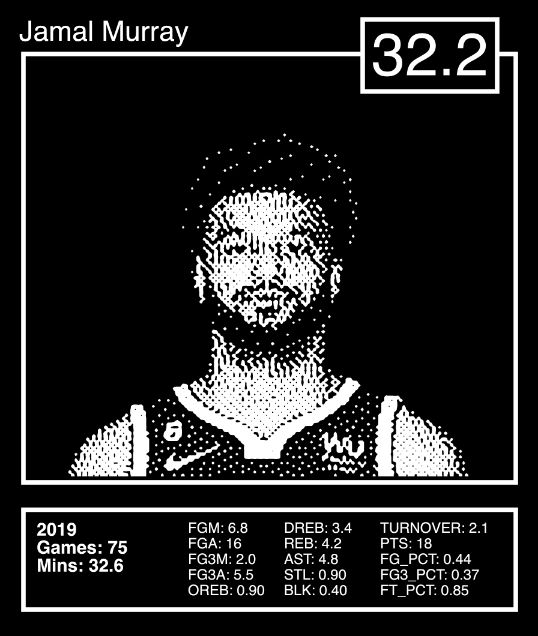 Jamal Murray
32.2
2019
Games: 75
Mins: 32.6
FGM: 6.8
FGA: 16
FG3M: 2.0
FG3A: 5.5
OREB: 0.90
DREB: 3.4
REB: 4.2
AST: 4.8
STL: 0.90
BLK: 0.40
TURNOVER: 2.1
PTS: 18
FG_PCT: 0.44
FG3_PCT: 0.37
FT_PCT: 0.85